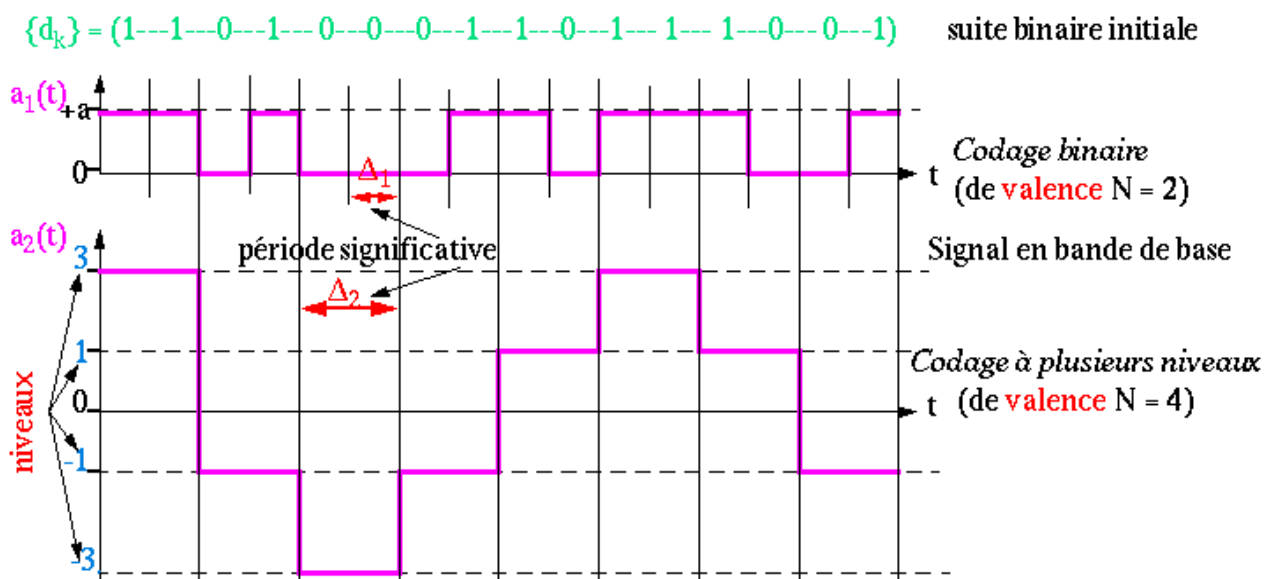 {dk} = (1---1---0---1--- 0---0---0---1--- 1---0---1--- 1--- 1---0--- 0---1) suite binaire initiale
a1(t)
+a
0
Δ1
t
Codage binaire
(de valence N = 2)
a2(t)
période significative
Signal en bande de base
3
Δ2
1
Codage à plusieurs niveaux
0
t
(de valence N = 4)
niveaux
-1
-3